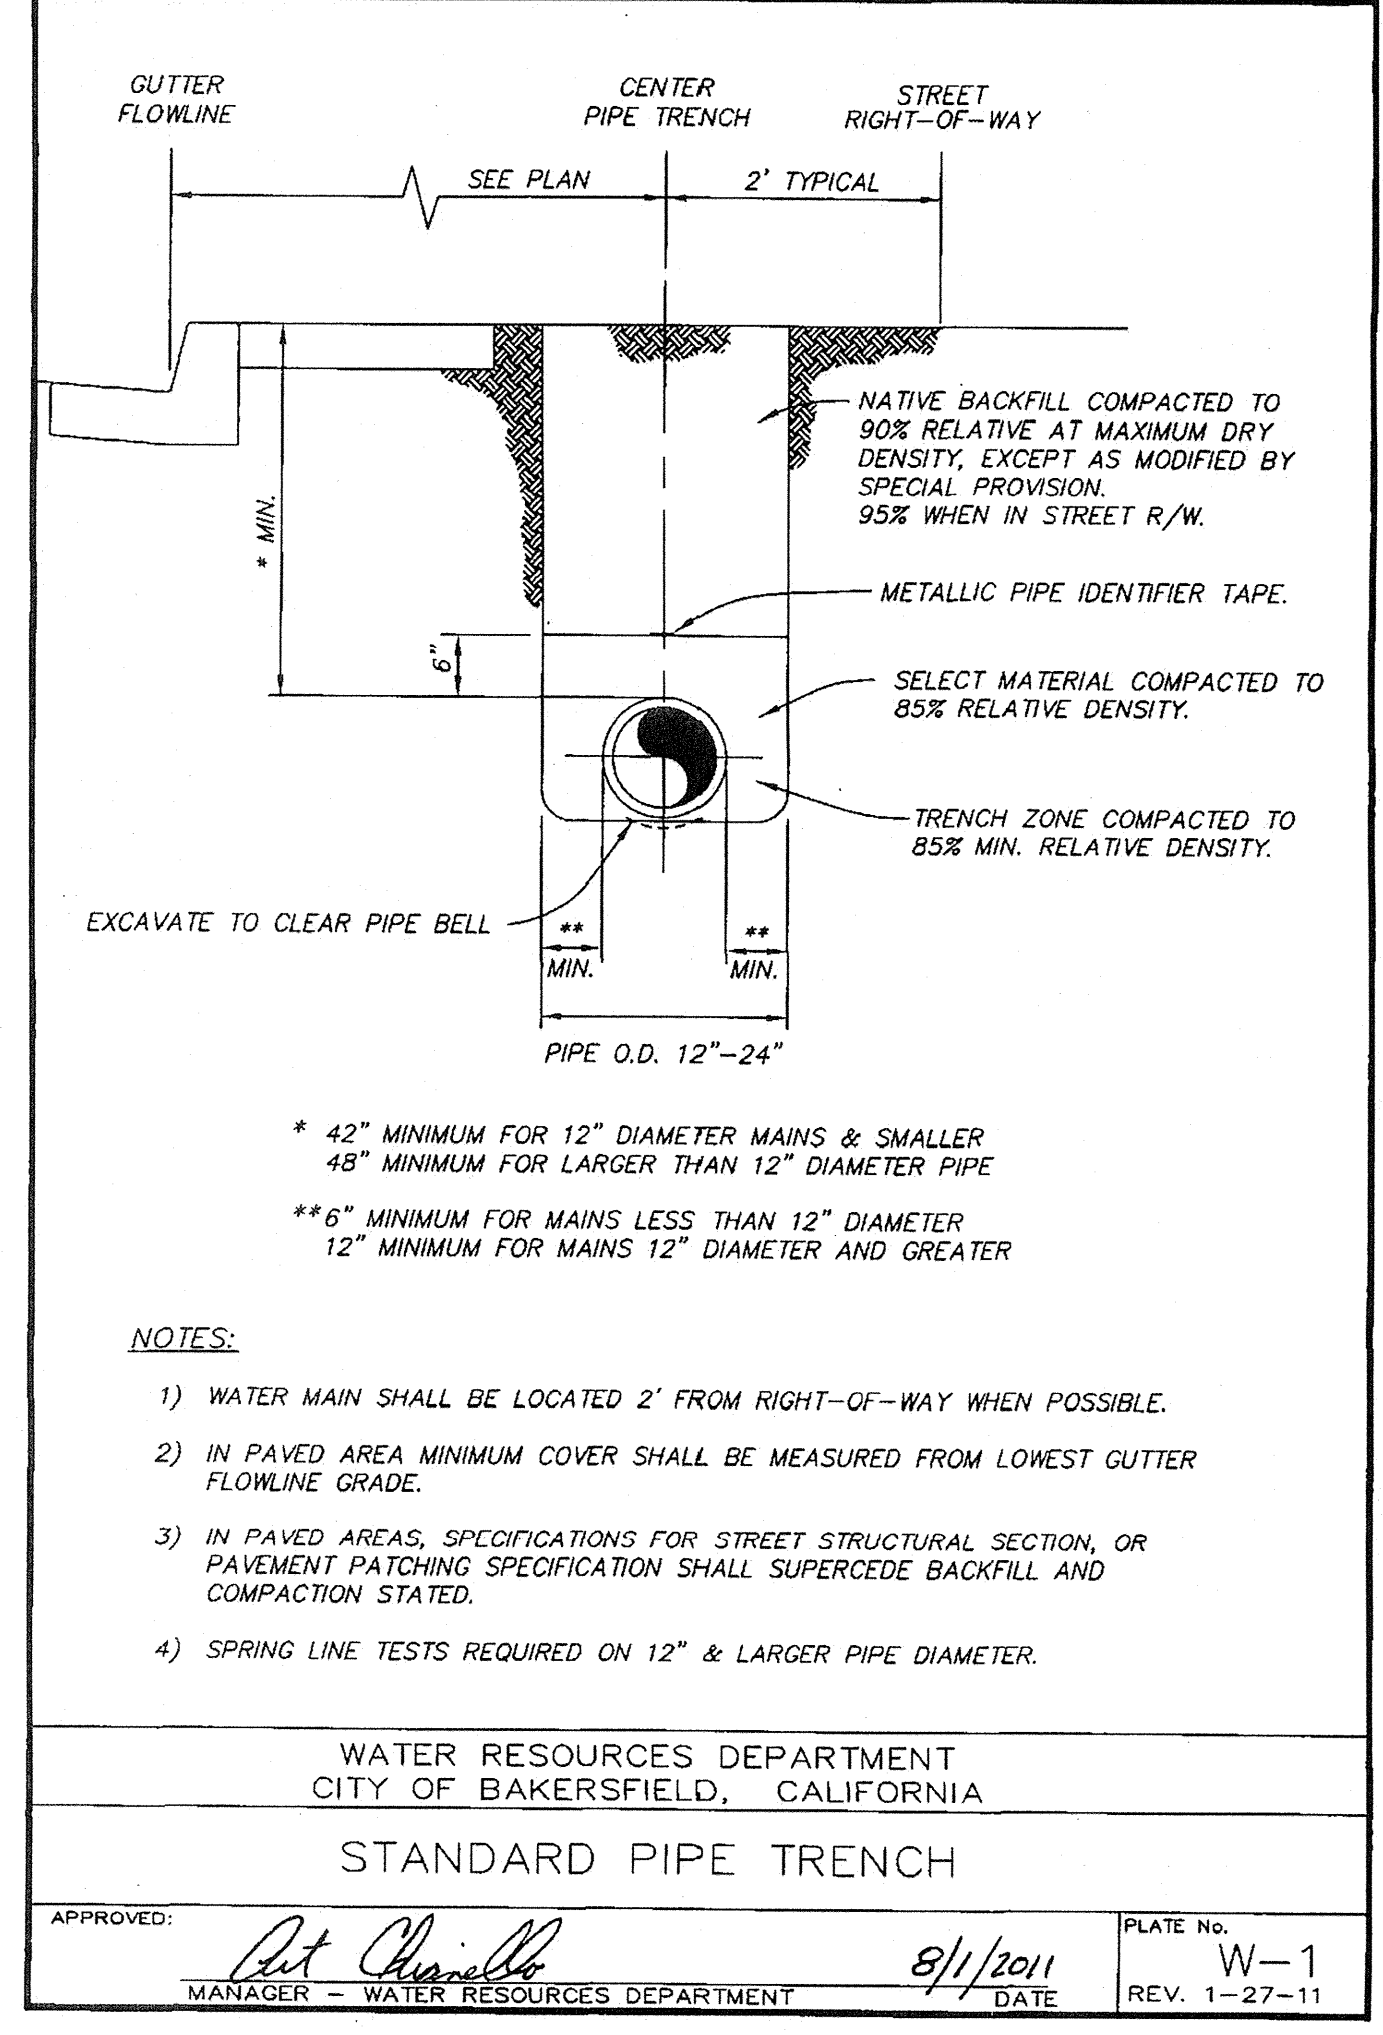 GUTTER
FLOWLINE
CENTER
PIPE TRENCH
STREET
RIGHT-OF-WAY
SEE PLAN
2' TYPICAL
NATIVE BACKFILL COMPACTED TO
90% RELATIVE AT MAXIMUM DRY
DENSITY, EXCEPT AS MODIFIED BY
SPECIAL PROVISION.
95% WHEN IN STREET R/W.
* MIN.
METALLIC PIPE IDENTIFIER TAPE.
6"
SELECT MATERIAL COMPACTED TO
85% RELATIVE DENSITY.
TRENCH ZONE COMPACTED TO
85% MIN. RELATIVE DENSITY.
EXCAVATE TO CLEAR PIPE BELL
**
MIN.
**
MIN.
PIPE O.D. 12"-24"
* 42" MINIMUM FOR 12" DIAMETER MAINS & SMALLER
48" MINIMUM FOR LARGER THAN 12" DIAMETER PIPE
**6" MINIMUM FOR MAINS LESS THAN 12" DIAMETER
12" MINIMUM FOR MAINS 12" DIAMETER AND GREATER
NOTES:
1) WATER MAIN SHALL BE LOCATED 2' FROM RIGHT-OF-WAY WHEN POSSIBLE.
2) IN PAVED AREA MINIMUM COVER SHALL BE MEASURED FROM LOWEST GUTTER
FLOWLINE GRADE.
3) IN PAVED AREAS, SPECIFICATIONS FOR STREET STRUCTURAL SECTION, OR
PAVEMENT PATCHING SPECIFICATION SHALL SUPERCEDE BACKFILL AND
COMPACTION STATED.
4) SPRING LINE TESTS REQUIRED ON 12" & LARGER PIPE DIAMETER.
WATER RESOURCES DEPARTMENT
CITY OF BAKERSFIELD, CALIFORNIA
STANDARD PIPE TRENCH
APPROVED:
Art Chianello
MANAGER - WATER RESOURCES DEPARTMENT
8/1/2011
DATE
PLATE No.
W-1
REV. 1-27-11